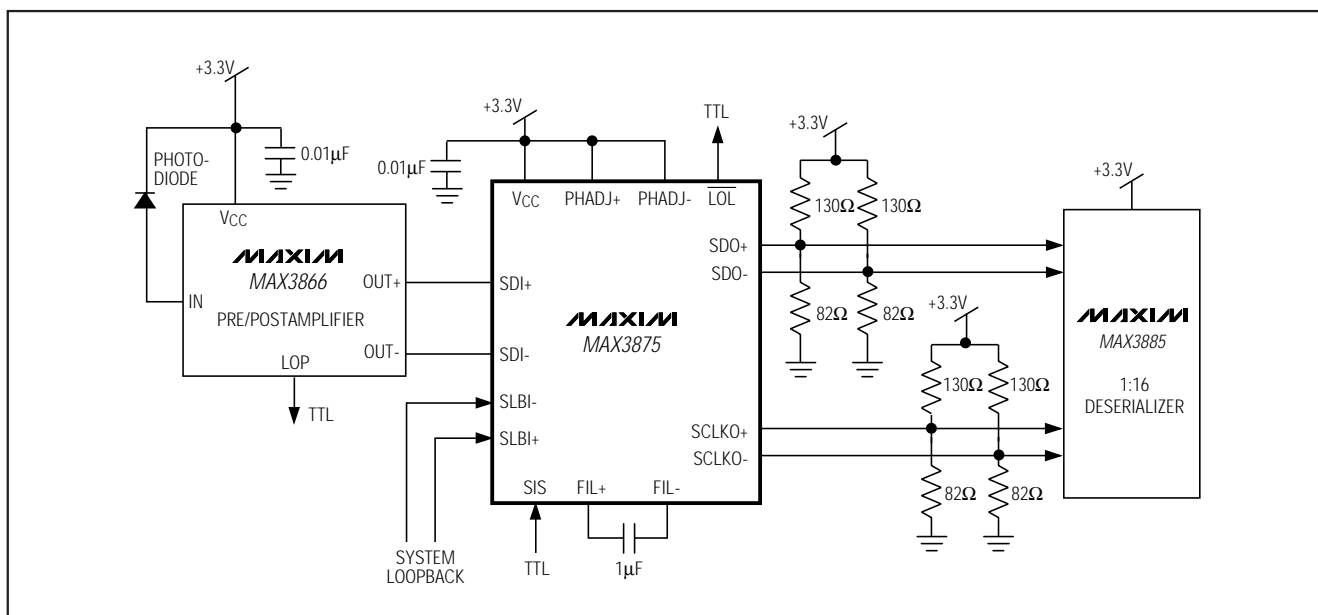 +3.3V
PHOTO-
DIODE
0.01µF
VCC
MAXIM
MAX3866
PRE/POSTAMPLIFIER
IN
OUT+
OUT-
LOP
TTL
+3.3V
0.01µF
VCC
PHADJ+
PHADJ-
LOL
TTL
SDI+
SDI-
SLBI-
SLBI+
MAXIM
MAX3875
SDO+
SDO-
SCLKO+
SCLKO-
SIS
FIL+
FIL-
SYSTEM
LOOPBACK
TTL
1µF
+3.3V
130Ω
130Ω
82Ω
82Ω
+3.3V
130Ω
130Ω
82Ω
82Ω
+3.3V
MAXIM
MAX3885
1:16
DESERIALIZER